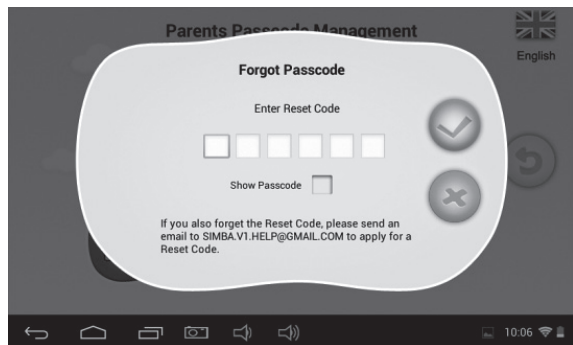 Parents Passcode Management
English
Forgot Passcode
Enter Reset Code
Show Passcode
If you also forget the Reset Code, please send an
email to SIMBA.V1.HELP@GMAIL.COM to apply for a
Reset Code.
10:06